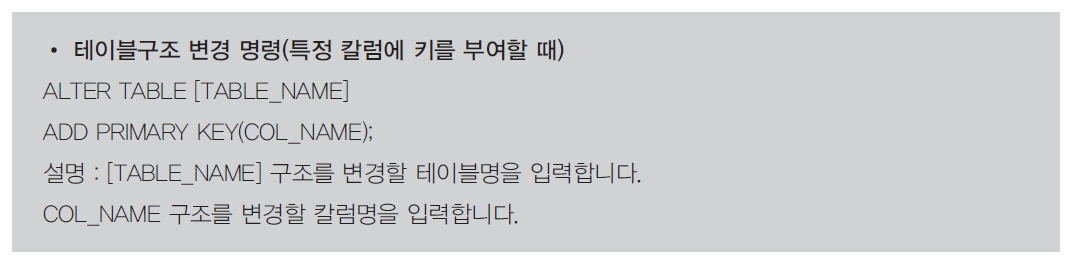 • 테이블구조 변경 명령(특정 칼럼에 키를 부여할 때)
ALTER TABLE [TABLE_NAME]
ADD PRIMARY KEY(COL_NAME);
설명 : [TABLE_NAME] 구조를 변경할 테이블명을 입력합니다.
COL_NAME 구조를 변경할 칼럼명을 입력합니다.